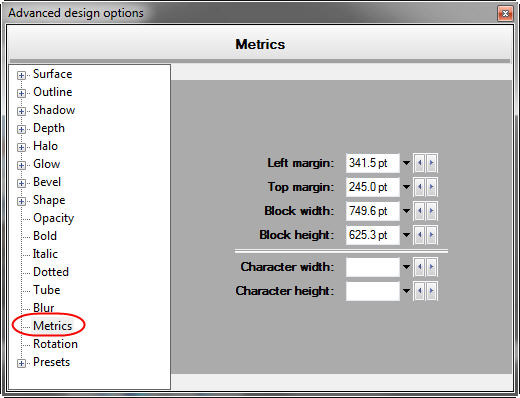 Advanced design options
Metrics
Surface
Outline
Shadow
Depth
Halo
Glow
Bevel
Shape
Opacity
Bold
Italic
Dotted
Tube
Blur
Metrics
Rotation
Presets
Left margin: 341.5 pt
Top margin: 245.0 pt
Block width: 749.6 pt
Block height: 625.3 pt
Character width:
Character height: